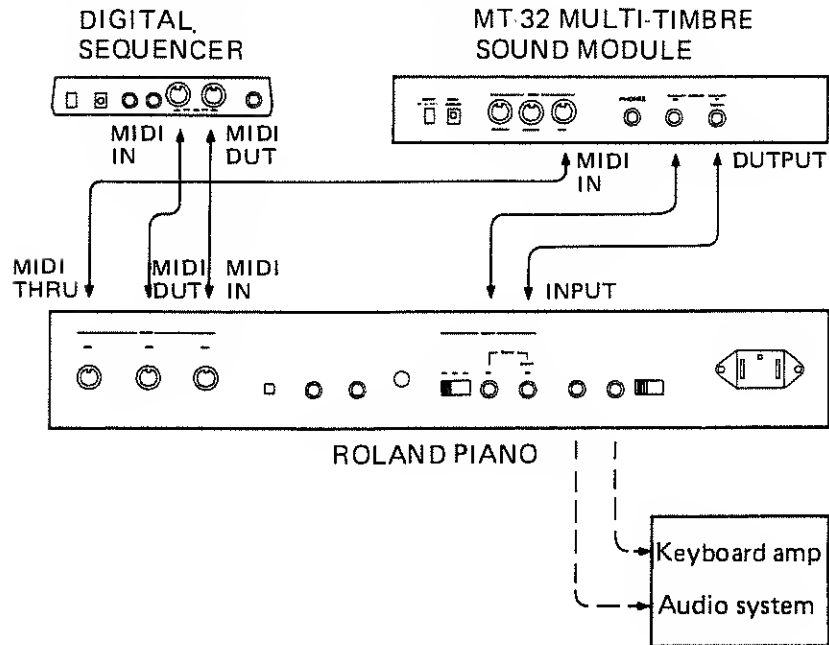 DIGITAL.
SEQUENCER
MT-32 MULTI-TIMBRE
SOUND MODULE
PHONES
MIDI
IN
MIDI
DUT
MIDI
IN
DUTPUT
MIDI
THRU
MIDI
DUT
MIDI
IN
INPUT
ROLAND PIANO
Keyboard amp
Audio system